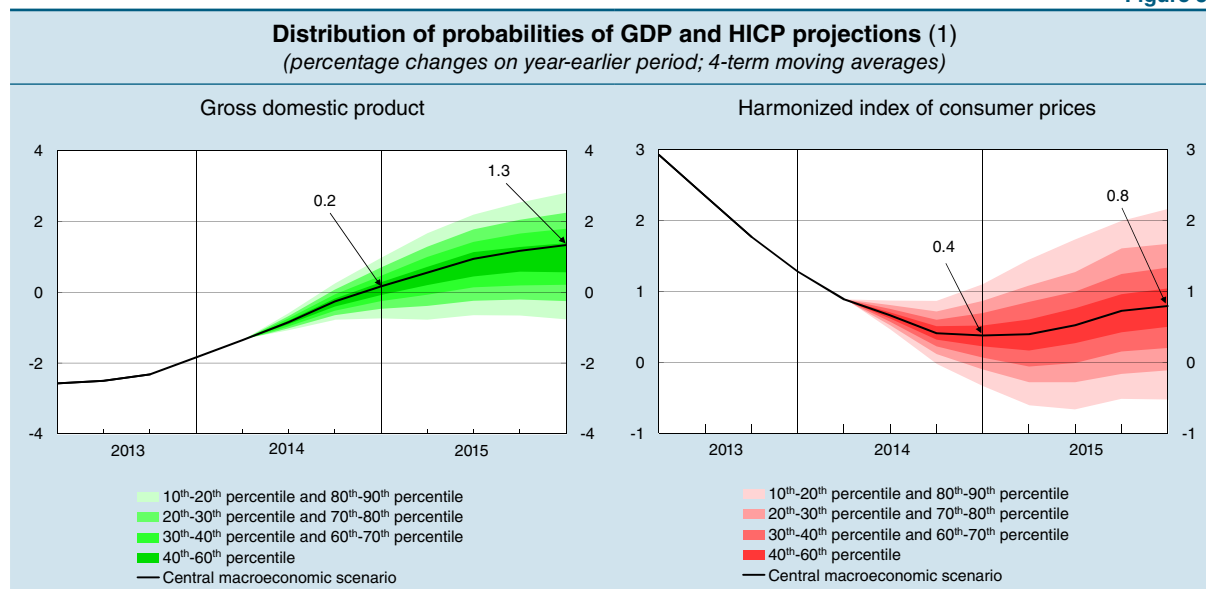 Distribution of probabilities of GDP and HICP projections (1)
(percentage changes on year-earlier period; 4-term moving averages)
Gross domestic product
4 4
2 2
0 0
-2 -2
-4 -4
0.2
1.3
2013 2014 2015
10th-20th percentile and 80th-90th percentile
20th-30th percentile and 70th-80th percentile
30th-40th percentile and 60th-70th percentile
40th-60th percentile
Central macroeconomic scenario
Harmonized index of consumer prices
3 3
2 2
1 1
0 0
-1 -1
0.4
0.8
2013 2014 2015
10th-20th percentile and 80th-90th percentile
20th-30th percentile and 70th-80th percentile
30th-40th percentile and 60th-70th percentile
40th-60th percentile
Central macroeconomic scenario